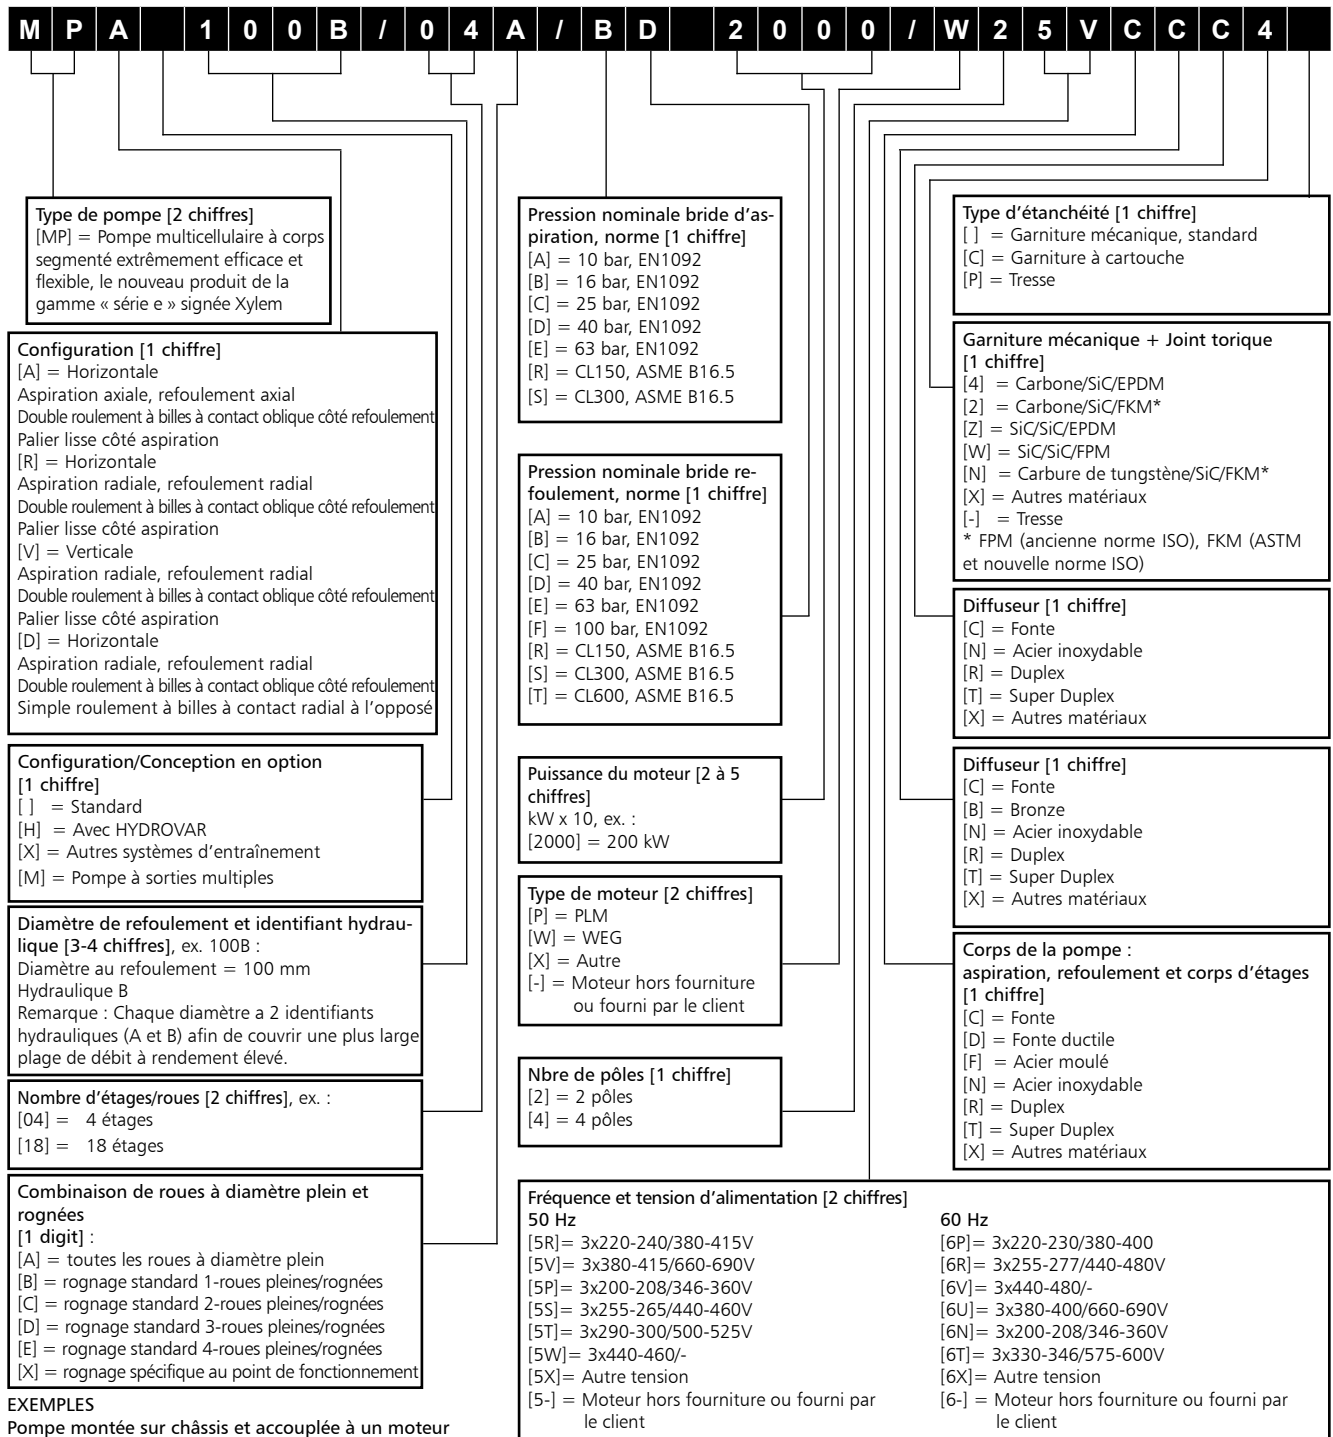 M P A 1 0 0 B / 0 4 A / B D 2 0 0 0 / W 2 5 V C C C 4
Type de pompe [2 chiffres]
[MP] = Pompe multicellulaire à corps
segmenté extrêmement efficace et
flexible, le nouveau produit de la
gamme « série e » signée Xylem
Configuration [1 chiffre]
[A] = Horizontale
Aspiration axiale, refoulement axial
Double roulement à billes à contact oblique côté refoulement
Palier lisse côté aspiration
[R] = Horizontale
Aspiration radiale, refoulement radial
Double roulement à billes à contact oblique côté refoulement
Palier lisse côté aspiration
[V] = Verticale
Aspiration radiale, refoulement radial
Double roulement à billes à contact oblique côté refoulement
Palier lisse côté aspiration
[D] = Horizontale
Aspiration radiale, refoulement radial
Double roulement à billes à contact oblique côté refoulement
Simple roulement à billes à contact radial à l'opposé
Configuration/Conception en option
[1 chiffre]
[ ] = Standard
[H] = Avec HYDROVAR
[X] = Autres systèmes d'entraînement
[M] = Pompe à sorties multiples
Diamètre de refoulement et identifiant hydrau-
lique [3-4 chiffres], ex. 100B :
Diamètre au refoulement = 100 mm
Hydraulique B
Remarque : Chaque diamètre a 2 identifiants
hydrauliques (A et B) afin de couvrir une plus large
plage de débit à rendement élevé.
Nombre d'étages/roues [2 chiffres], ex. :
[04] = 4 étages
[18] = 18 étages
Combinaison de roues à diamètre plein et
rognées
[1 digit] :
[A] = toutes les roues à diamètre plein
[B] = rognage standard 1-roues pleines/rognées
[C] = rognage standard 2-roues pleines/rognées
[D] = rognage standard 3-roues pleines/rognées
[E] = rognage standard 4-roues pleines/rognées
[X] = rognage spécifique au point de fonctionnement
EXEMPLES
Pompe montée sur châssis et accouplée à un moteur
Pression nominale bride d'as-
piration, norme [1 chiffre]
[A] = 10 bar, EN1092
[B] = 16 bar, EN1092
[C] = 25 bar, EN1092
[D] = 40 bar, EN1092
[E] = 63 bar, EN1092
[R] = CL150, ASME B16.5
[S] = CL300, ASME B16.5
Pression nominale bride re-
foulement, norme [1 chiffre]
[A] = 10 bar, EN1092
[B] = 16 bar, EN1092
[C] = 25 bar, EN1092
[D] = 40 bar, EN1092
[E] = 63 bar, EN1092
[F] = 100 bar, EN1092
[R] = CL150, ASME B16.5
[S] = CL300, ASME B16.5
[T] = CL600, ASME B16.5
Puissance du moteur [2 à 5
chiffres]
kW x 10, ex. :
[2000] = 200 kW
Type de moteur [2 chiffres]
[P] = PLM
[W] = WEG
[X] = Autre
[-] = Moteur hors fourniture
ou fourni par le client
Nbre de pôles [1 chiffre]
[2] = 2 pôles
[4] = 4 pôles
Type d'étanchéité [1 chiffre]
[ ] = Garniture mécanique, standard
[C] = Garniture à cartouche
[P] = Tresse
Garniture mécanique + Joint torique
[1 chiffre]
[4] = Carbone/SiC/EPDM
[2] = Carbone/SiC/FKM*
[Z] = SiC/SiC/EPDM
[W] = SiC/SiC/FPM
[N] = Carbure de tungstène/SiC/FKM*
[X] = Autres matériaux
[-] = Tresse
* FPM (ancienne norme ISO), FKM (ASTM
et nouvelle norme ISO)
Diffuseur [1 chiffre]
[C] = Fonte
[N] = Acier inoxydable
[R] = Duplex
[T] = Super Duplex
[X] = Autres matériaux
Diffuseur [1 chiffre]
[C] = Fonte
[B] = Bronze
[N] = Acier inoxydable
[R] = Duplex
[T] = Super Duplex
[X] = Autres matériaux
Corps de la pompe :
aspiration, refoulement et corps d'étages
[1 chiffre]
[C] = Fonte
[D] = Fonte ductile
[F] = Acier moulé
[N] = Acier inoxydable
[R] = Duplex
[T] = Super Duplex
[X] = Autres matériaux
Fréquence et tension d'alimentation [2 chiffres]
50 Hz
[5R]= 3x220-240/380-415V
[5V]= 3x380-415/660-690V
[5P]= 3x200-208/346-360V
[5S]= 3x255-265/440-460V
[5T]= 3x290-300/500-525V
[5W]= 3x440-460/-
[5X]= Autre tension
[5-] = Moteur hors fourniture ou fourni par
le client
60 Hz
[6P]= 3x220-230/380-400
[6R]= 3x255-277/440-480V
[6V]= 3x440-480/-
[6U]= 3x380-400/660-690V
[6N]= 3x200-208/346-360V
[6T]= 3x330-346/575-600V
[6X]= Autre tension
[6-] = Moteur hors fourniture ou fourni par
le client